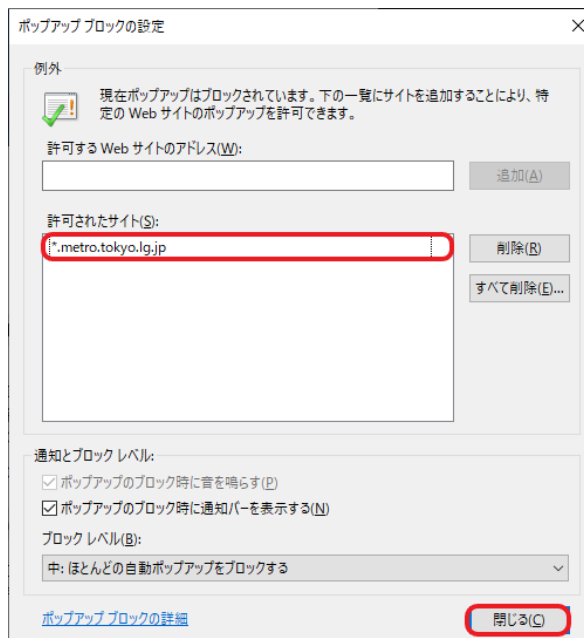 ポップアップ ブロックの設定
例外
現在ポップアップはブロックされています。下の一覧にサイトを追加することにより、特
定の Web サイトのポップアップを許可できます。
許可する Web サイトのアドレス(W):
追加(A)
許可されたサイト(S):
*.metro.tokyo.lg.jp
削除(R)
すべて削除(E)...
通知とブロック レベル:
ポップアップのブロック時に音を鳴らす(P)
ポップアップのブロック時に通知バーを表示する(N)
ブロック レベル(B):
中: ほとんどの自動ポップアップをブロックする
ポップアップ ブロックの詳細
閉じる(C)